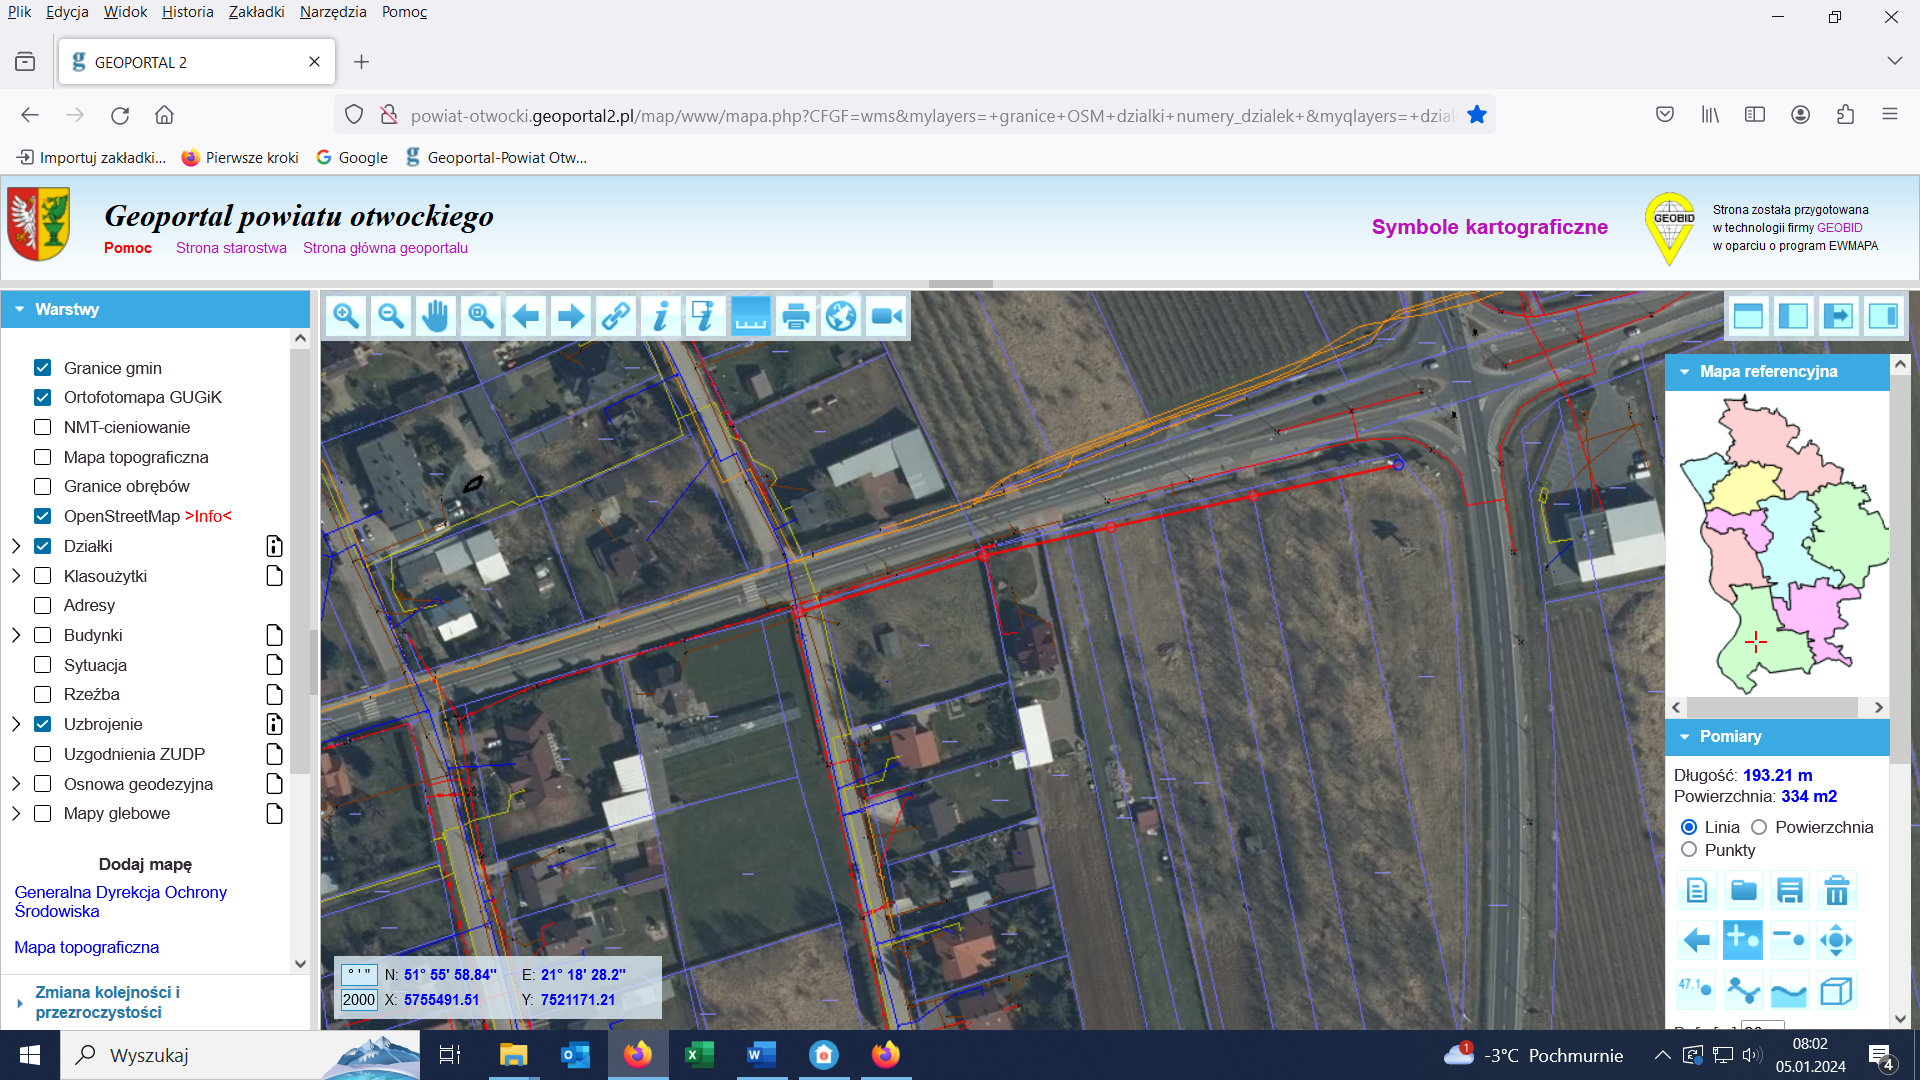 Plik Edycja Widok Historia Zakładki Narzędzia Pomoc
GEOPORTAL 2
powiat-otwocki.geoportal2.pl/map/www/mapa.php?CFGF=wms&mylayers=+granice+OSM+dzialki+numery_dzialek+&myqlayers=+dzial
Importuj zakładki... Pierwsze kroki Google Geoportal-Powiat Otw...
Geoportal powiatu otwockiego
Pomoc Strona starostwa Strona główna geoportalu
Symbole kartograficzne
GEOBID
Strona została przygotowana
w technologii firmy GEOBID
w oparciu o program EWMAPA
Warstwy
Granice gmin
Ortofotomapa GUGiK
NMT-cieniowanie
Mapa topograficzna
Granice obrębów
OpenStreetMap >Info<
Działki
Klasoużytki
Adresy
Budynki
Sytuacja
Rzeźba
Uzbrojenie
Uzgodnienia ZUDP
Osnowa geodezyjna
Mapy glebowe
Dodaj mapę
Generalna Dyrekcja Ochrony
Środowiska
Mapa topograficzna
Zmiana kolejności i
przezroczystości
° ' " N: 51° 55' 58.84'' E: 21° 18' 28.2''
2000 X: 5755491.51 Y: 7521171.21
Mapa referencyjna
Pomiary
Długość: 193.21 m
Powierzchnia: 334 m2
Linia Powierzchnia
Punkty
47.1
Wyszukaj
1
-3°C Pochmurnie
08:02
05.01.2024
4